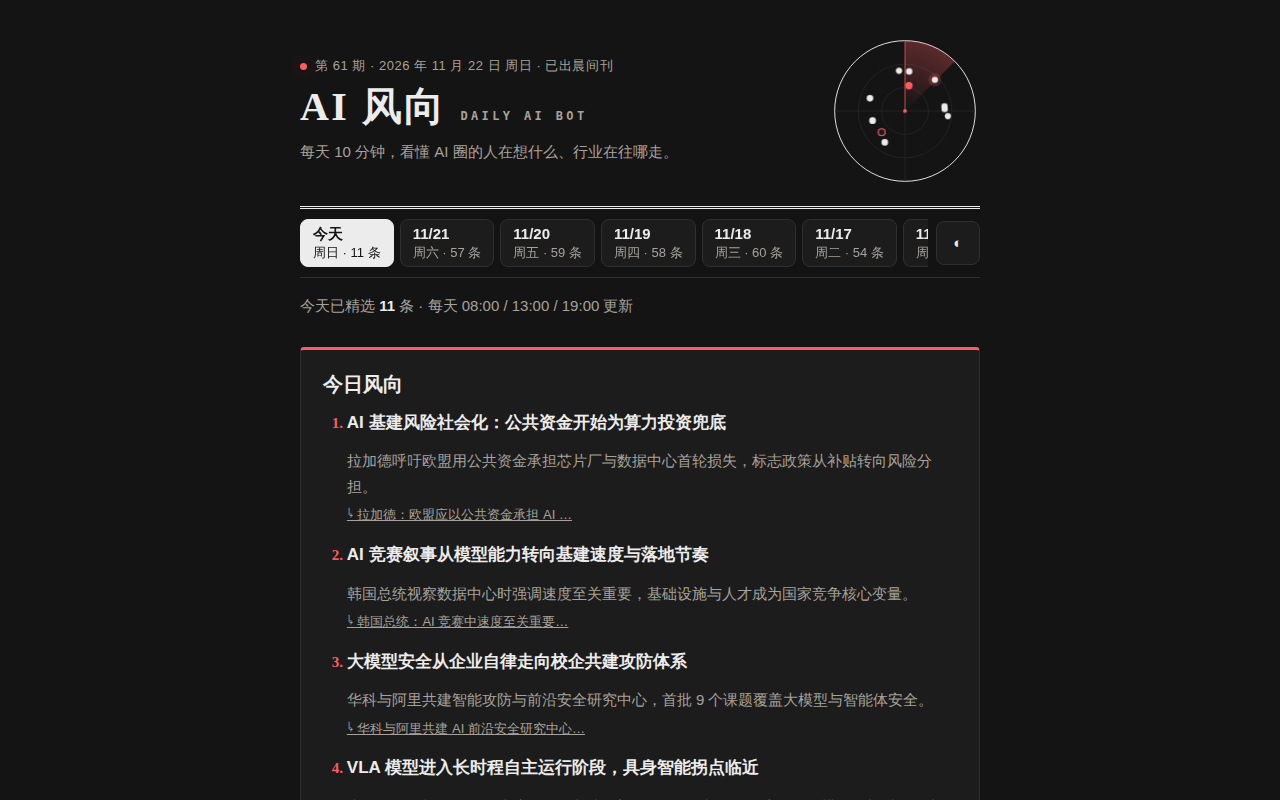 第 61 期 · 2026 年 11 月 22 日 周日 · 已出晨间刊
AI 风向 DAILY AI BOT
每天 10 分钟，看懂 AI 圈的人在想什么、行业在往哪走。
今天 11/21 11/20 11/19 11/18 11/17 11
周日 · 11 条 周六 · 57 条 周五 · 59 条 周四 · 58 条 周三 · 60 条 周二 · 54 条 周
今天已精选 11 条 · 每天 08:00 / 13:00 / 19:00 更新
今日风向
1. AI 基建风险社会化：公共资金开始为算力投资兜底
拉加德呼吁欧盟用公共资金承担芯片厂与数据中心首轮损失，标志政策从补贴转向风险分
担。
↳ 拉加德：欧盟应以公共资金承担 AI …
2. AI 竞赛叙事从模型能力转向基建速度与落地节奏
韩国总统视察数据中心时强调速度至关重要，基础设施与人才成为国家竞争核心变量。
↳ 韩国总统：AI 竞赛中速度至关重要…
3. 大模型安全从企业自律走向校企共建攻防体系
华科与阿里共建智能攻防与前沿安全研究中心，首批 9 个课题覆盖大模型与智能体安全。
↳ 华科与阿里共建 AI 前沿安全研究中心…
4. VLA 模型进入长时程自主运行阶段，具身智能拐点临近